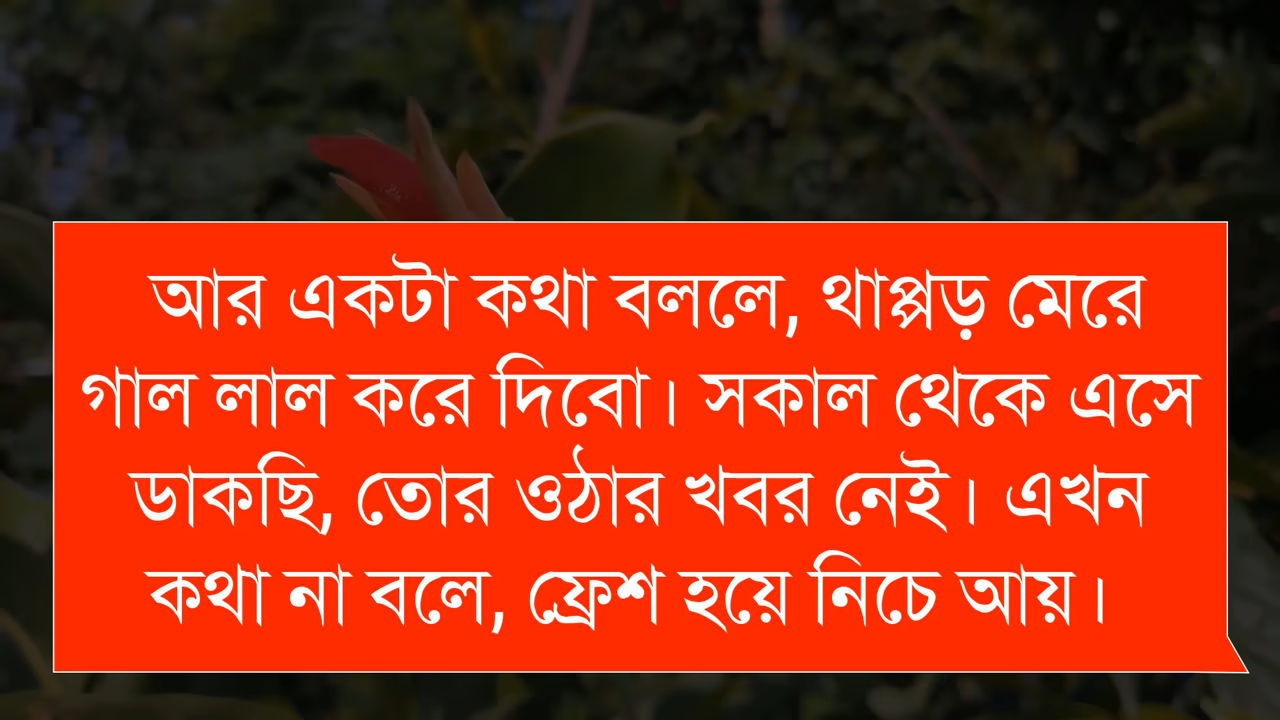 আর একটা কথা বললে, থাপ্পড় মেরে
গাল লাল করে দিবো। সকাল থেকে এসে
ডাকছি, তোর ওঠার খবর নেই। এখন
কথা না বলে, ফ্রেশ হয়ে নিচে আয়।